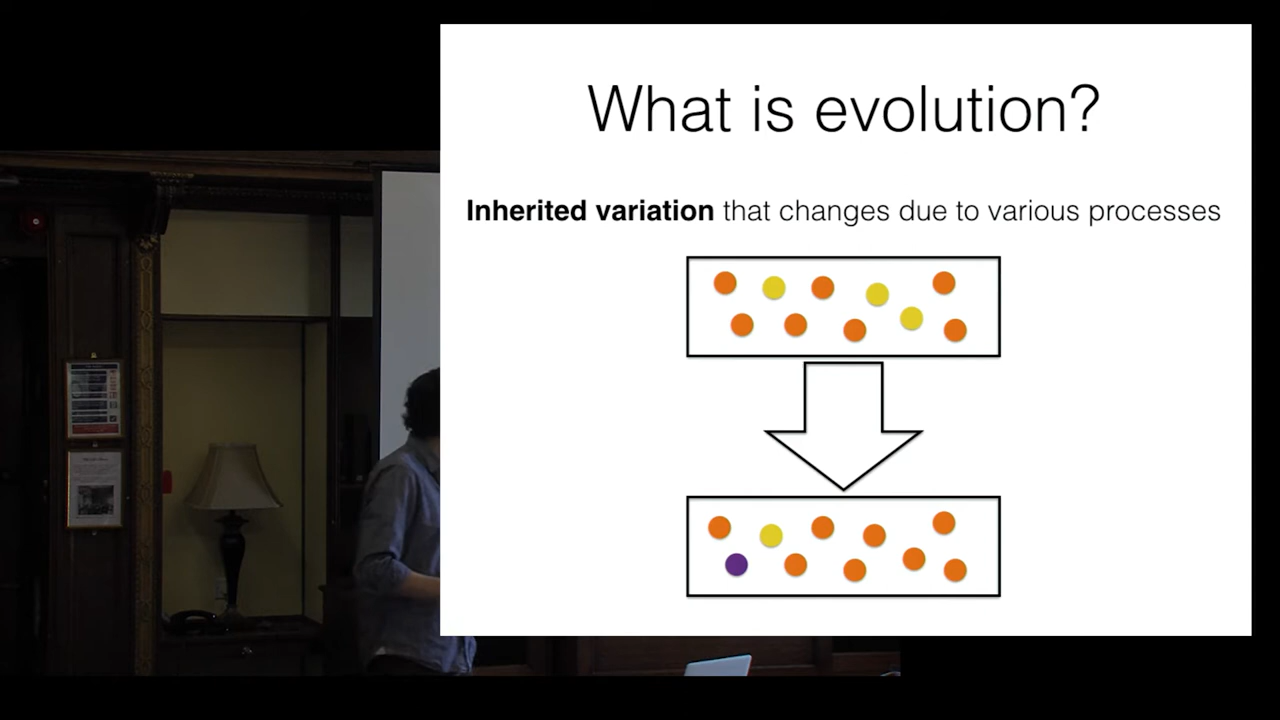 What is evolution?
Inherited variation that changes due to various processes